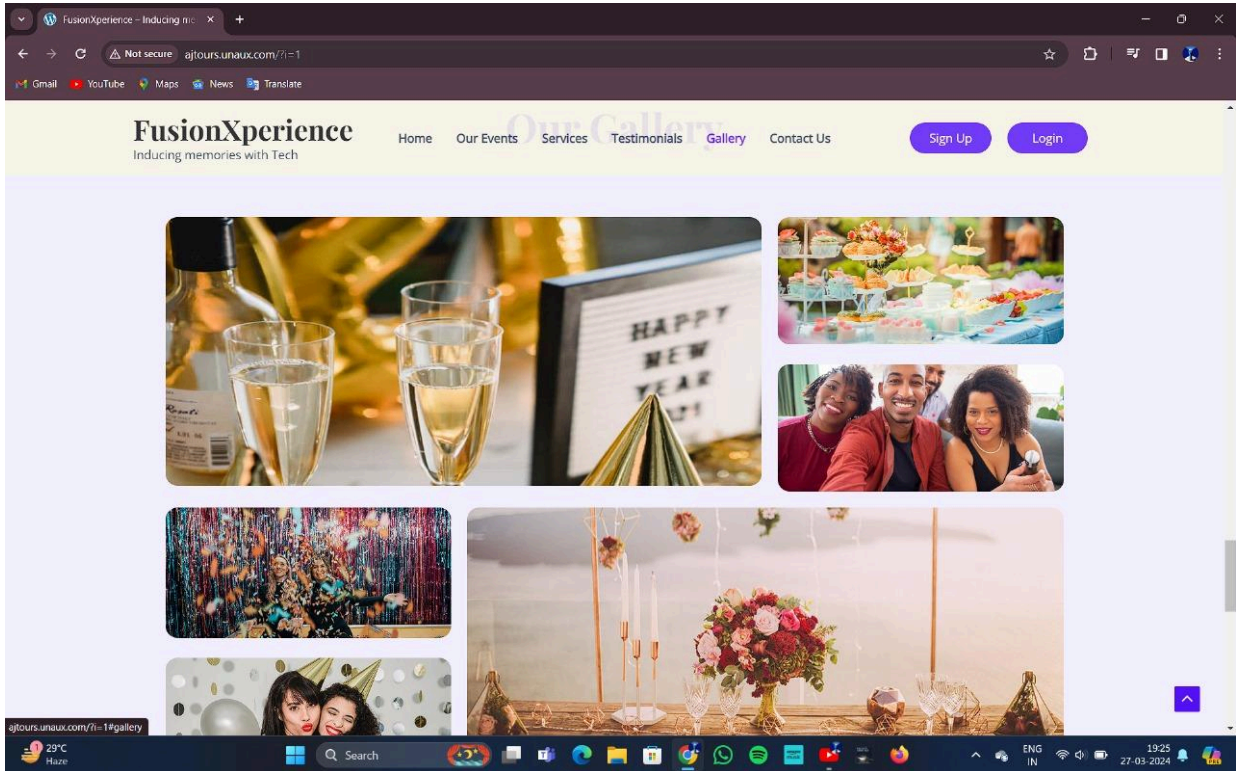 FusionXperience – Inducing me
Not secure
ajtours.unaux.com/?i=1
Gmail
YouTube
Maps
News
Translate
Our Gallery
FusionXperience
Inducing memories with Tech
Home
Our Events
Services
Testimonials
Gallery
Contact Us
Sign Up
Login
HAPPY
NEW
YEAR
ajtours.unaux.com/?i=1#gallery
1
29°C
Haze
Search
ENG
IN
19:25
27-03-2024